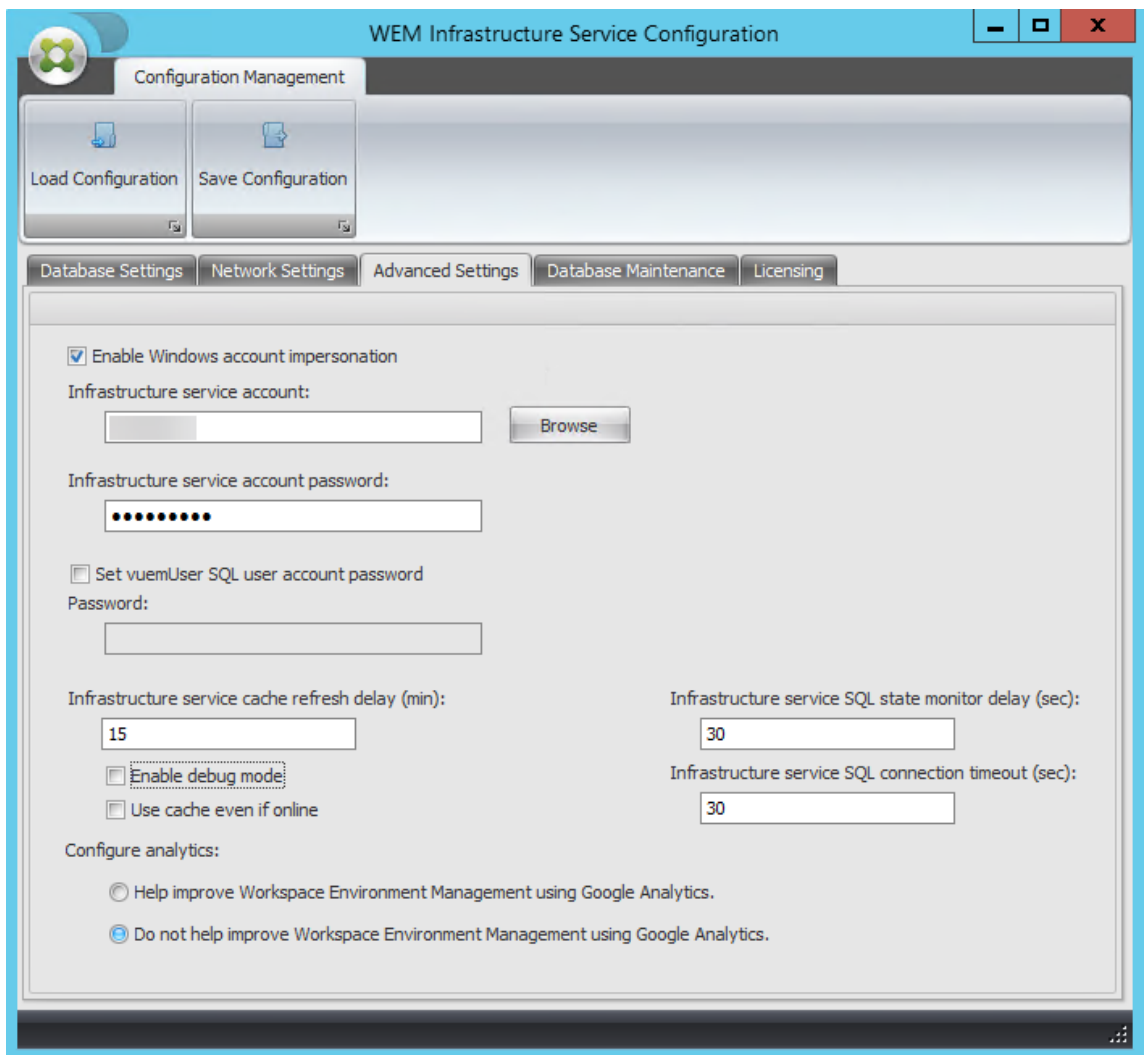 WEM Infrastructure Service Configuration
Configuration Management
Load Configuration
Save Configuration
Database Settings
Network Settings
Advanced Settings
Database Maintenance
Licensing
Enable Windows account impersonation
Infrastructure service account:
Browse
Infrastructure service account password:
•••••••••
Set vuemUser SQL user account password
Password:
Infrastructure service cache refresh delay (min):
15
Enable debug mode
Use cache even if online
Infrastructure service SQL state monitor delay (sec):
30
Infrastructure service SQL connection timeout (sec):
30
Configure analytics:
Help improve Workspace Environment Management using Google Analytics.
Do not help improve Workspace Environment Management using Google Analytics.